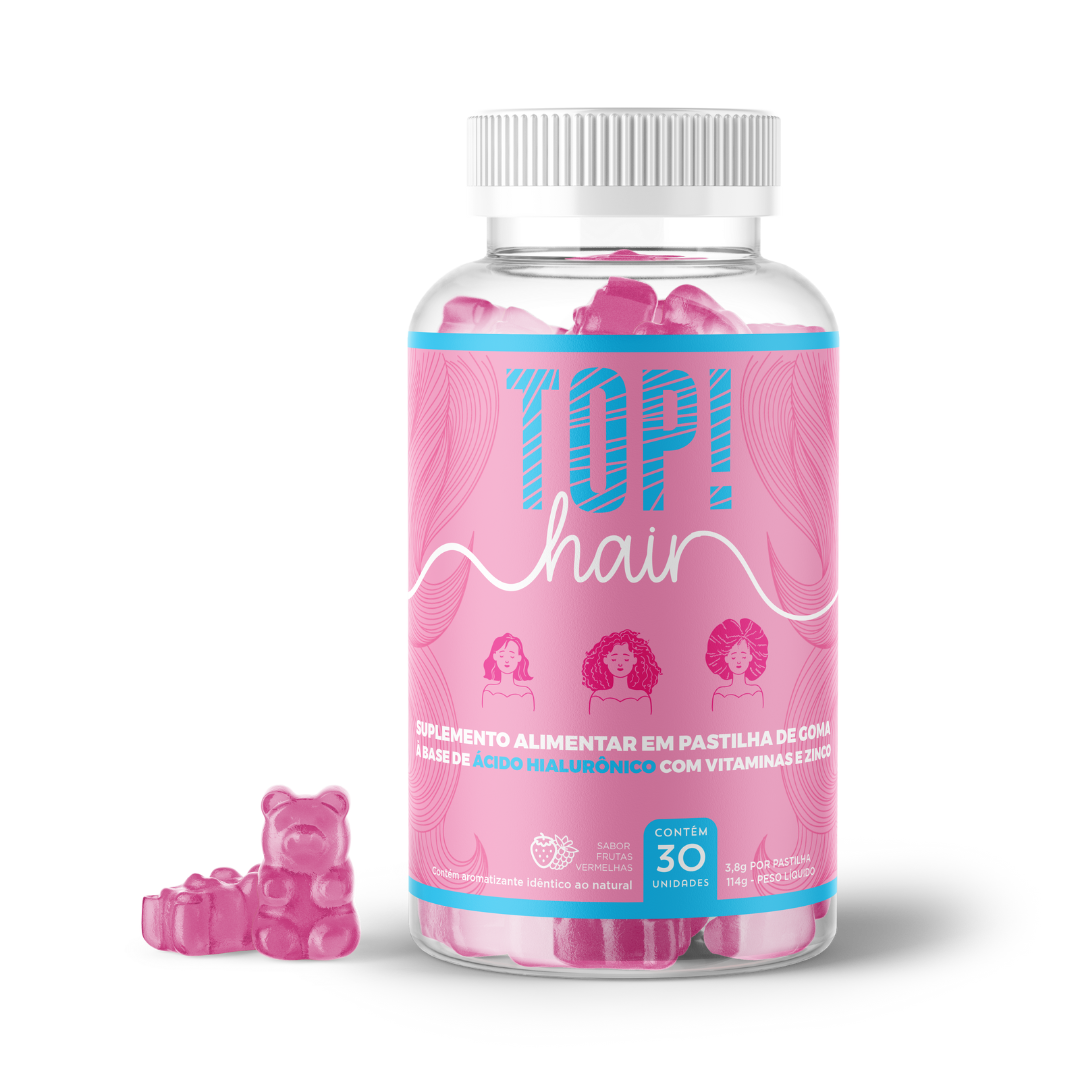 TOP!
hair
SUPLEMENTO ALIMENTAR EM PASTILHA DE GOMA
À BASE DE ÁCIDO HIALURÔNICO COM VITAMINAS E ZINCO
SABOR
FRUTAS
VERMELHAS
Contém aromatizante idêntico ao natural
CONTÉM
30
UNIDADES
3,8g POR PASTILHA
114g - PESO LÍQUIDO